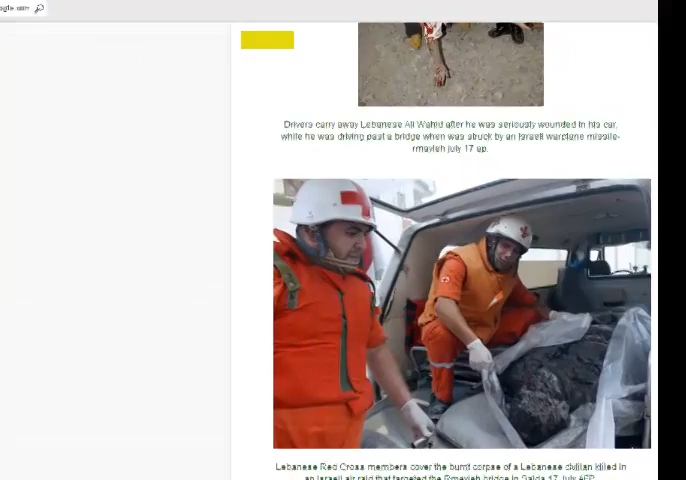 ogle.com
Drivers carry away Lebanese Ali Wahid after he was seriously wounded in his car,
while he was driving past a bridge when was struck by an Israeli warplane missile-
rmayleh july 17 ap.
Lebanese Red Cross members cover the burnt corpse of a Lebanese civilian killed in
an Israeli air raid that targeted the Rmayleh bridge in Saida 17, July AFP